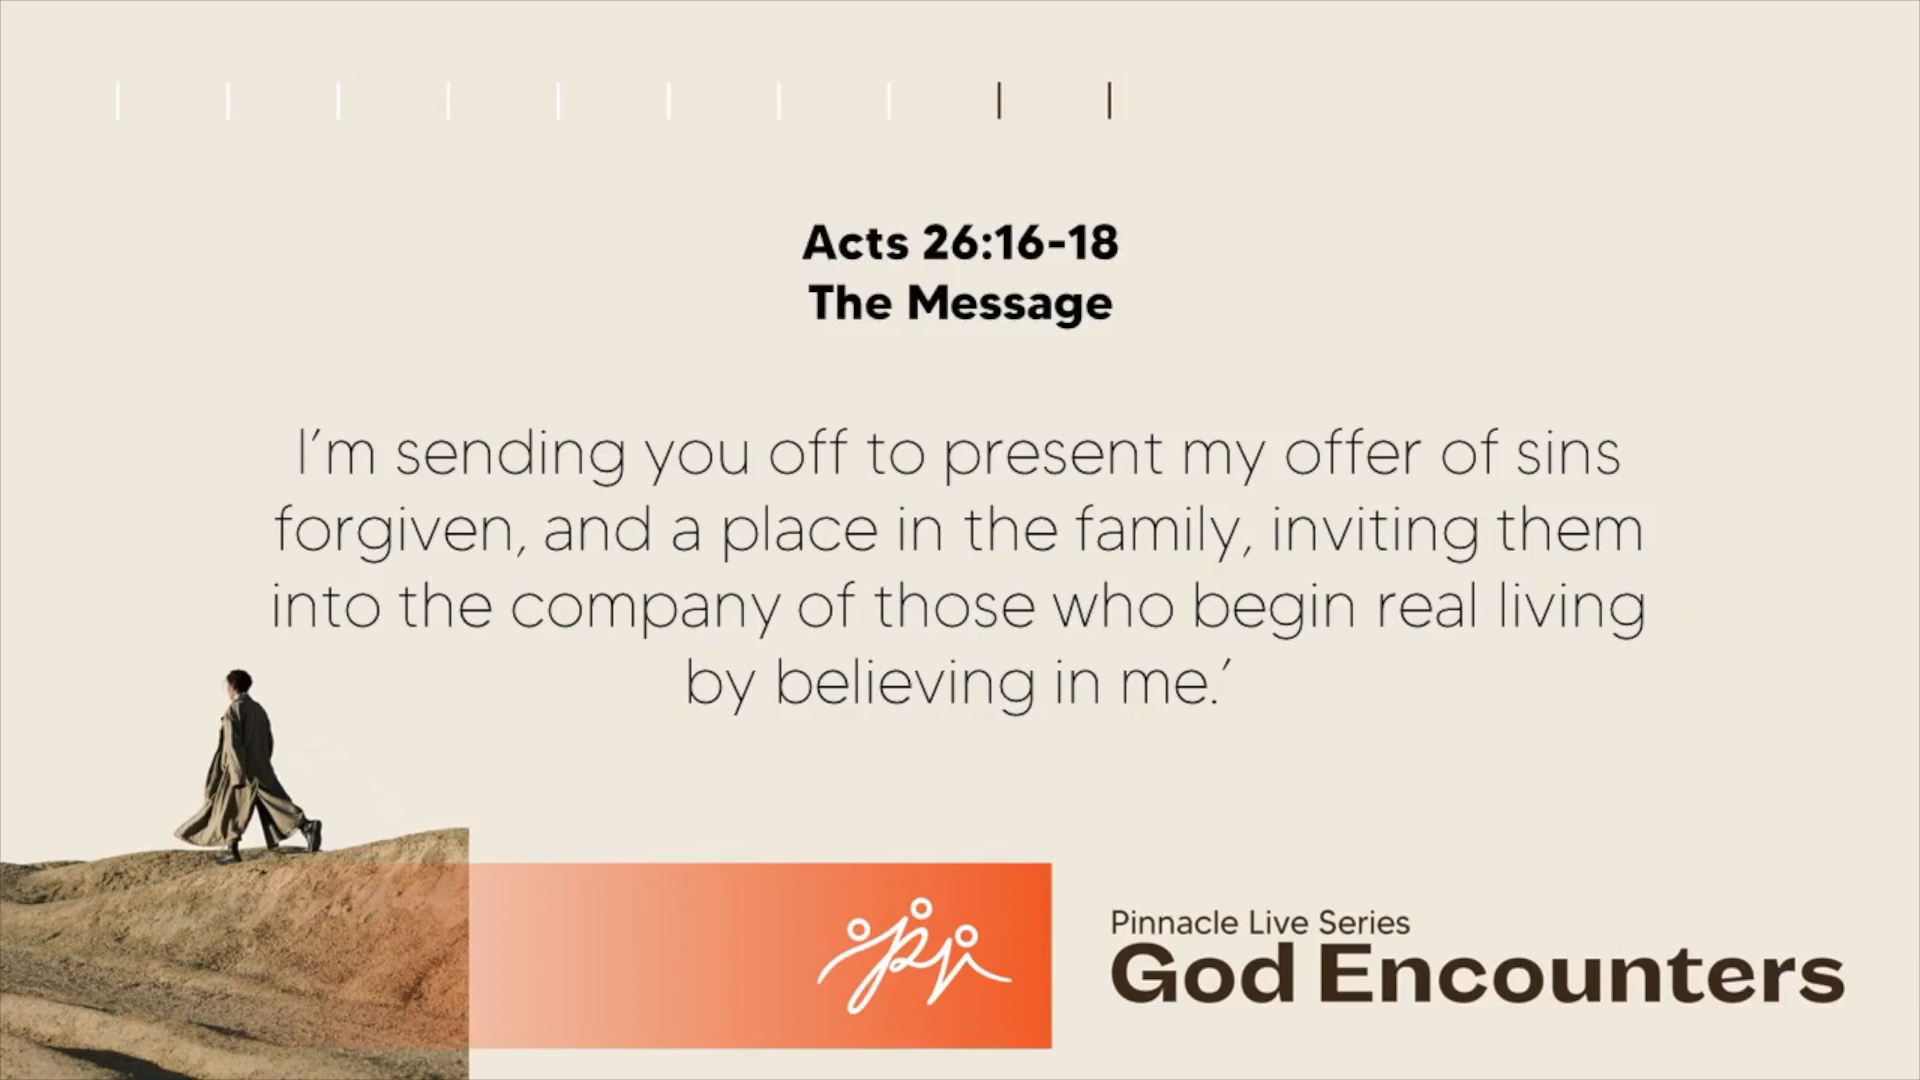 Acts 26:16-18
The Message
I’m sending you off to present my offer of sins
forgiven, and a place in the family, inviting them
into the company of those who begin real living
by believing in me.’
Pinnacle Live Series
God Encounters